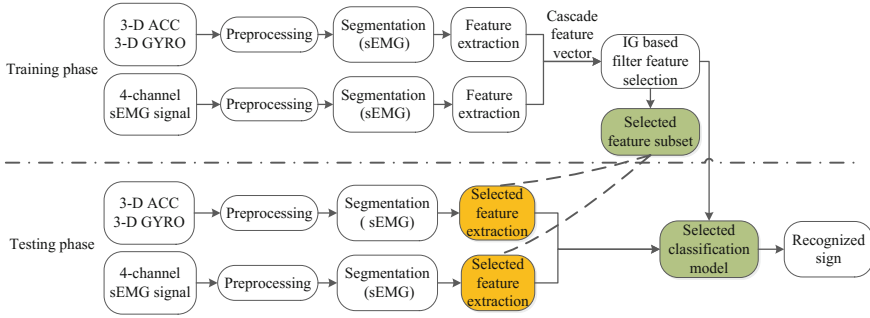 Training phase
3-D ACC
3-D GYRO
Preprocessing
Segmentation
(sEMG)
Feature
extraction
Cascade
feature
vector
IG based
filter feature
selection
4-channel
sEMG signal
Preprocessing
Segmentation
(sEMG)
Feature
extraction
Selected
feature subset
Testing phase
3-D ACC
3-D GYRO
Preprocessing
Segmentation
( sEMG)
Selected
feature
extraction
4-channel
sEMG signal
Preprocessing
Segmentation
(sEMG)
Selected
feature
extraction
Selected
classification
model
Recognized
sign